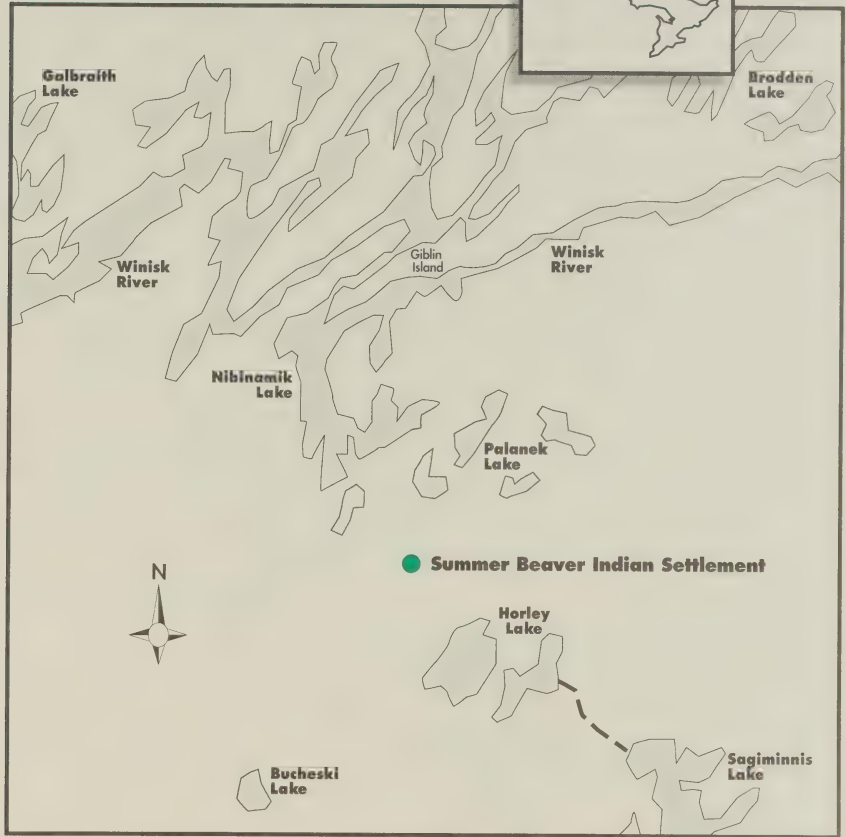 Galbraith
Lake
Brodden
Lake
Giblin
Island
Winisk
River
Winisk
River
Nibinamik
Lake
Palanek
Lake
Summer Beaver Indian Settlement
N
Horley
Lake
Sagiminnis
Lake
Bucheski
Lake